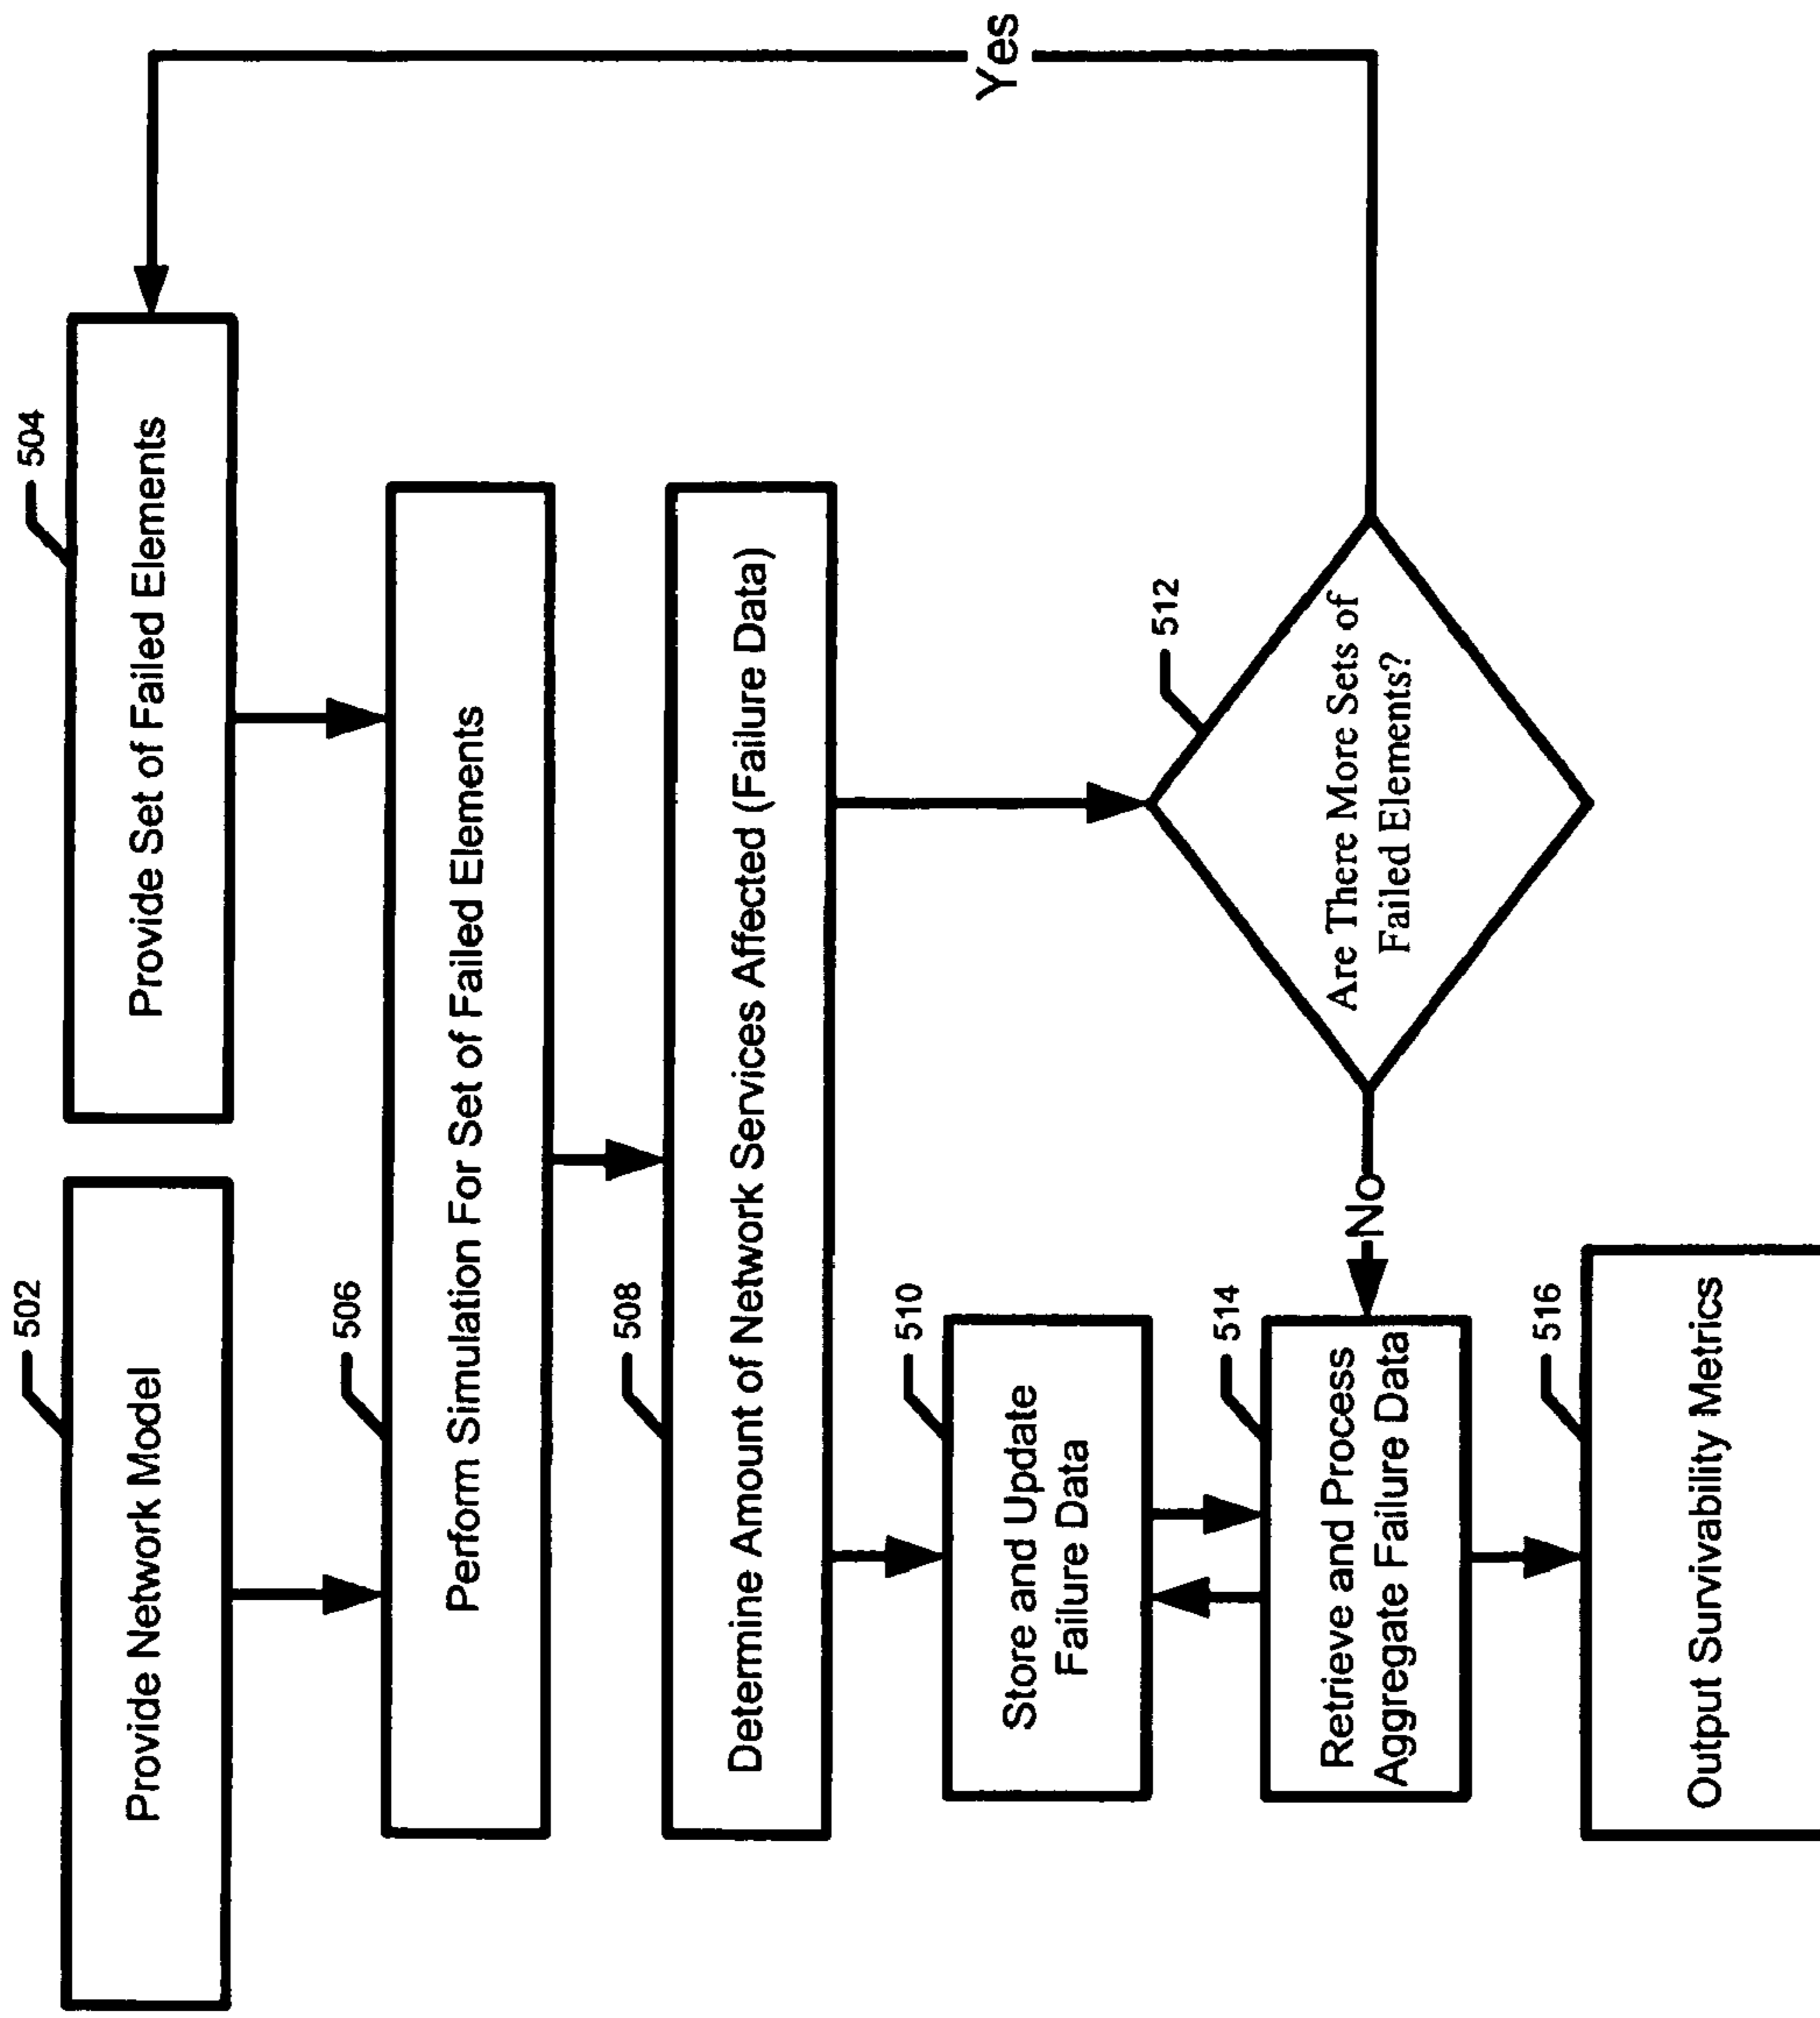 502
Provide Network Model
504
Provide Set of Failed Elements
506
Perform Simulation For Set of Failed Elements
508
Determine Amount of Network Services Affected (Failure Data)
510
Store and Update
Failure Data
512
Are There More Sets of
Failed Elements?
Yes
No
514
Retrieve and Process
Aggregate Failure Data
516
Output Survivability Metrics